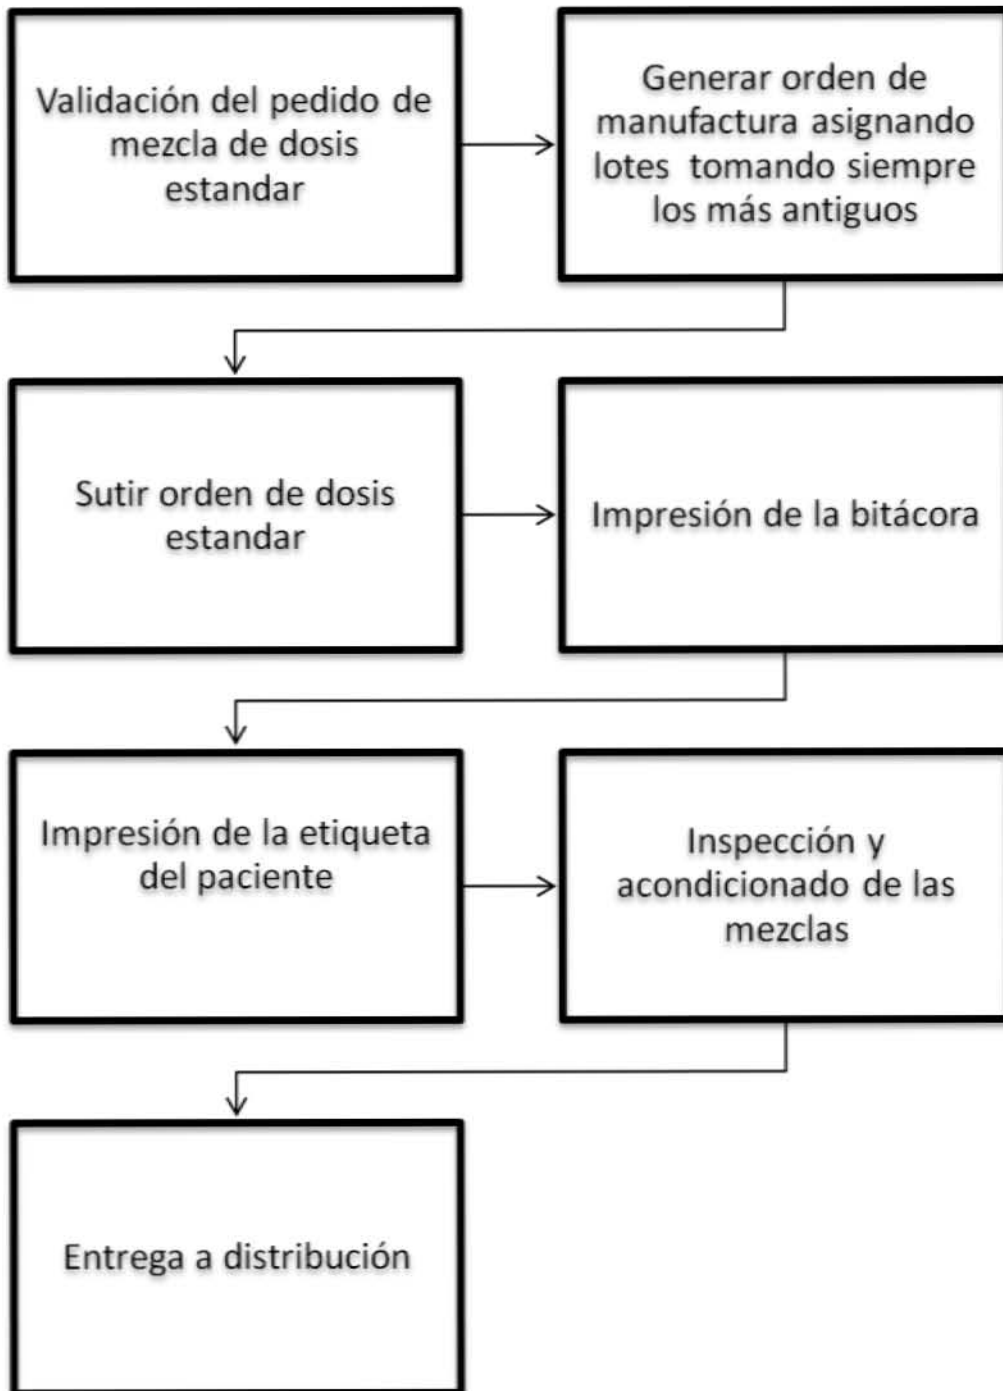 Validación del pedido de
mezcla de dosis
estandar
Generar orden de
manufactura asignando
lotes tomando siempre
los más antiguos
Sutir orden de dosis
estandar
Impresión de la bitácora
Impresión de la etiqueta
del paciente
Inspección y
acondicionado de las
mezclas
Entrega a distribución